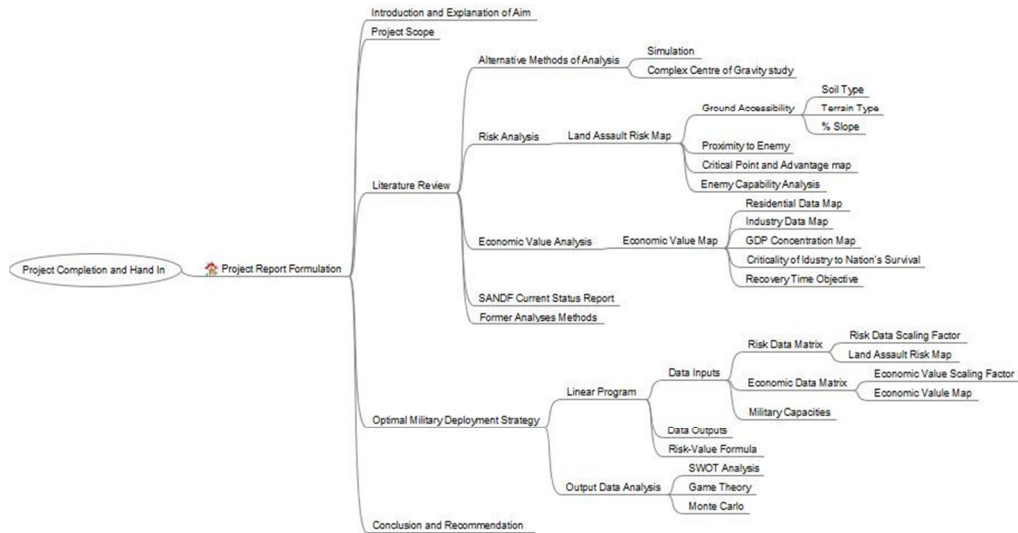 Introduction and Explanation of Aim
Project Scope
Alternative Methods of Analysis
Simulation
Complex Centre of Gravity study
Risk Analysis
Land Assault Risk Map
Ground Accessibility
Soil Type
Terrain Type
% Slope
Proximity to Enemy
Critical Point and Advantage map
Enemy Capability Analysis
Literature Review
Economic Value Analysis
Economic Value Map
Residential Data Map
Industry Data Map
GDP Concentration Map
Criticality of Idustry to Nation's Survival
Recovery Time Objective
SANDF Current Status Report
Former Analyses Methods
Project Completion and Hand In
Project Report Formulation
Optimal Military Deployment Strategy
Linear Program
Data Inputs
Risk Data Matrix
Risk Data Scaling Factor
Land Assault Risk Map
Economic Data Matrix
Economic Value Scaling Factor
Economic Valule Map
Military Capacities
Data Outputs
Risk-Value Formula
Output Data Analysis
SWOT Analysis
Game Theory
Monte Carlo
Conclusion and Recommendation